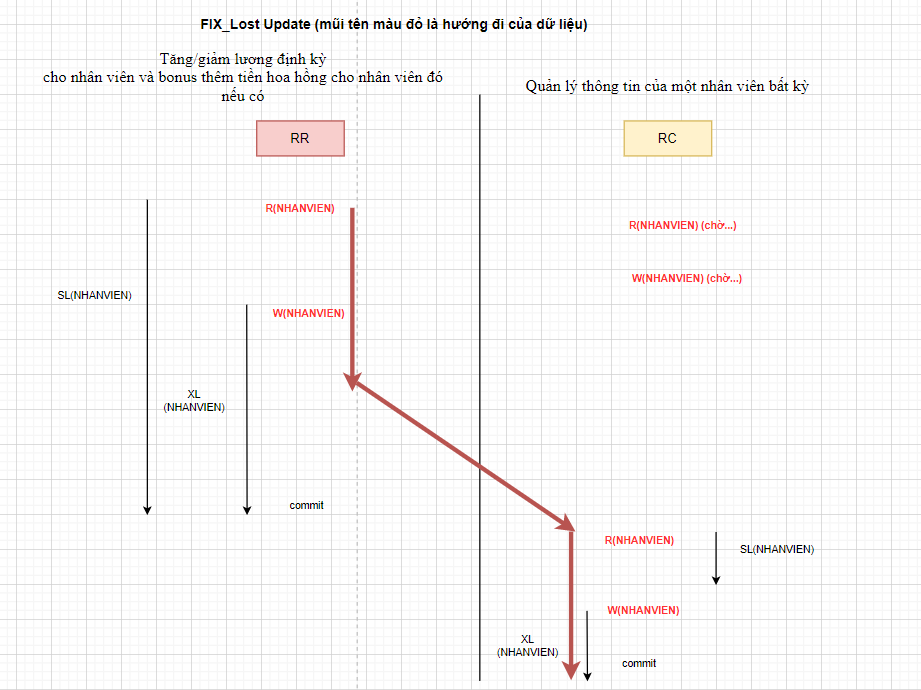 FIX_Lost Update (mũi tên màu đỏ là hướng đi của dữ liệu)
Tăng/giảm lương định kỳ
cho nhân viên và bonus thêm tiền hoa hồng cho nhân viên đó
nếu có
Quản lý thông tin của một nhân viên bất kỳ
RR
RC
R(NHANVIEN)
R(NHANVIEN) (chờ...)
W(NHANVIEN) (chờ...)
SL(NHANVIEN)
W(NHANVIEN)
XL
(NHANVIEN)
commit
R(NHANVIEN)
SL(NHANVIEN)
W(NHANVIEN)
XL
(NHANVIEN)
commit